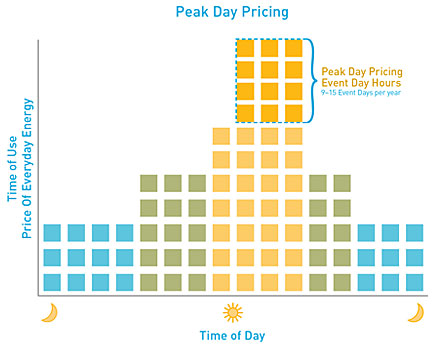 Peak Day Pricing
Peak Day Pricing
Event Day Hours
9-15 Event Days per year
Time of Use
Price Of Everyday Energy
Time of Day